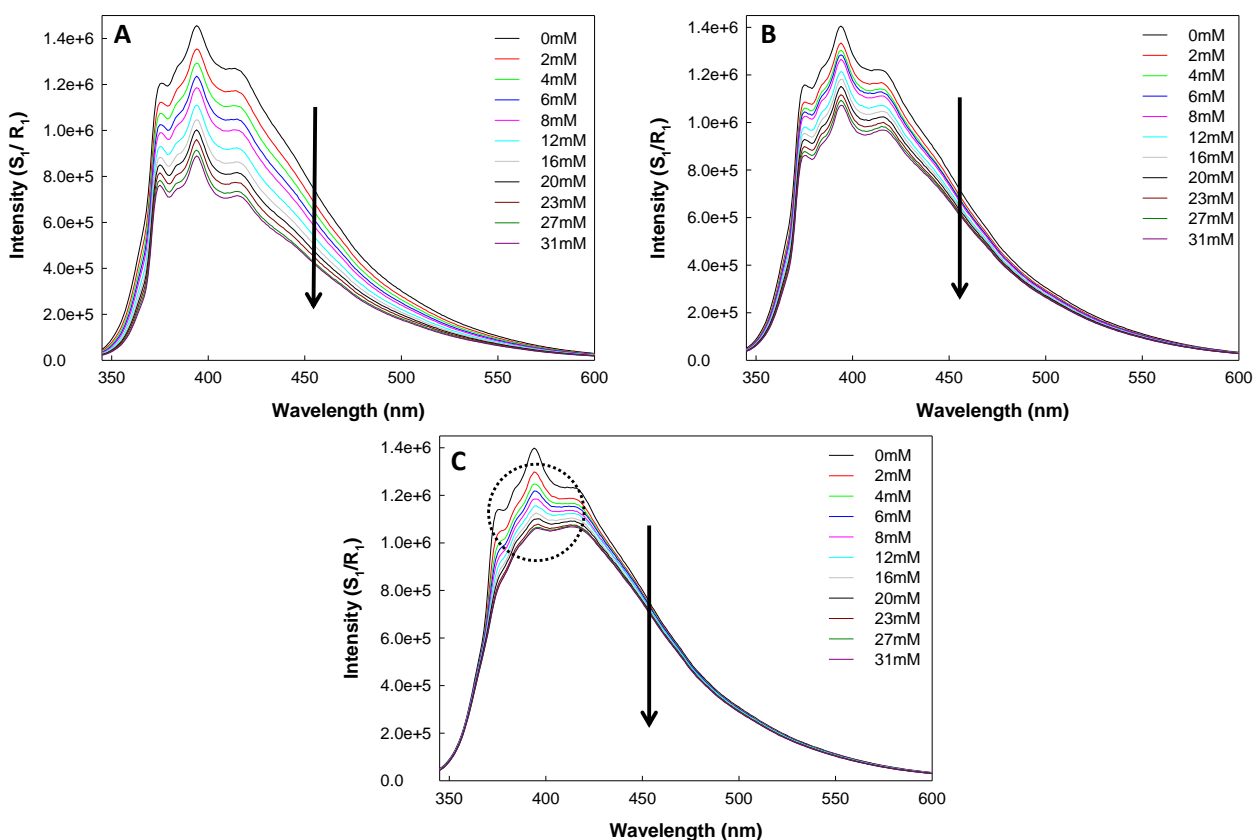 A
Intensity (S₁/ R₁)
1.4e+6
1.2e+6
1.0e+6
8.0e+5
6.0e+5
4.0e+5
2.0e+5
0.0
0mM
2mM
4mM
6mM
8mM
12mM
16mM
20mM
23mM
27mM
31mM
350 400 450 500 550 600
Wavelength (nm)
B
Intensity (S₁/R₁)
1.4e+6
1.2e+6
1.0e+6
8.0e+5
6.0e+5
4.0e+5
2.0e+5
0.0
0mM
2mM
4mM
6mM
8mM
12mM
16mM
20mM
23mM
27mM
31mM
350 400 450 500 550 600
Wavelength (nm)
C
Intensity (S₁/R₁)
1.4e+6
1.2e+6
1.0e+6
8.0e+5
6.0e+5
4.0e+5
2.0e+5
0.0
0mM
2mM
4mM
6mM
8mM
12mM
16mM
20mM
23mM
27mM
31mM
350 400 450 500 550 600
Wavelength (nm)